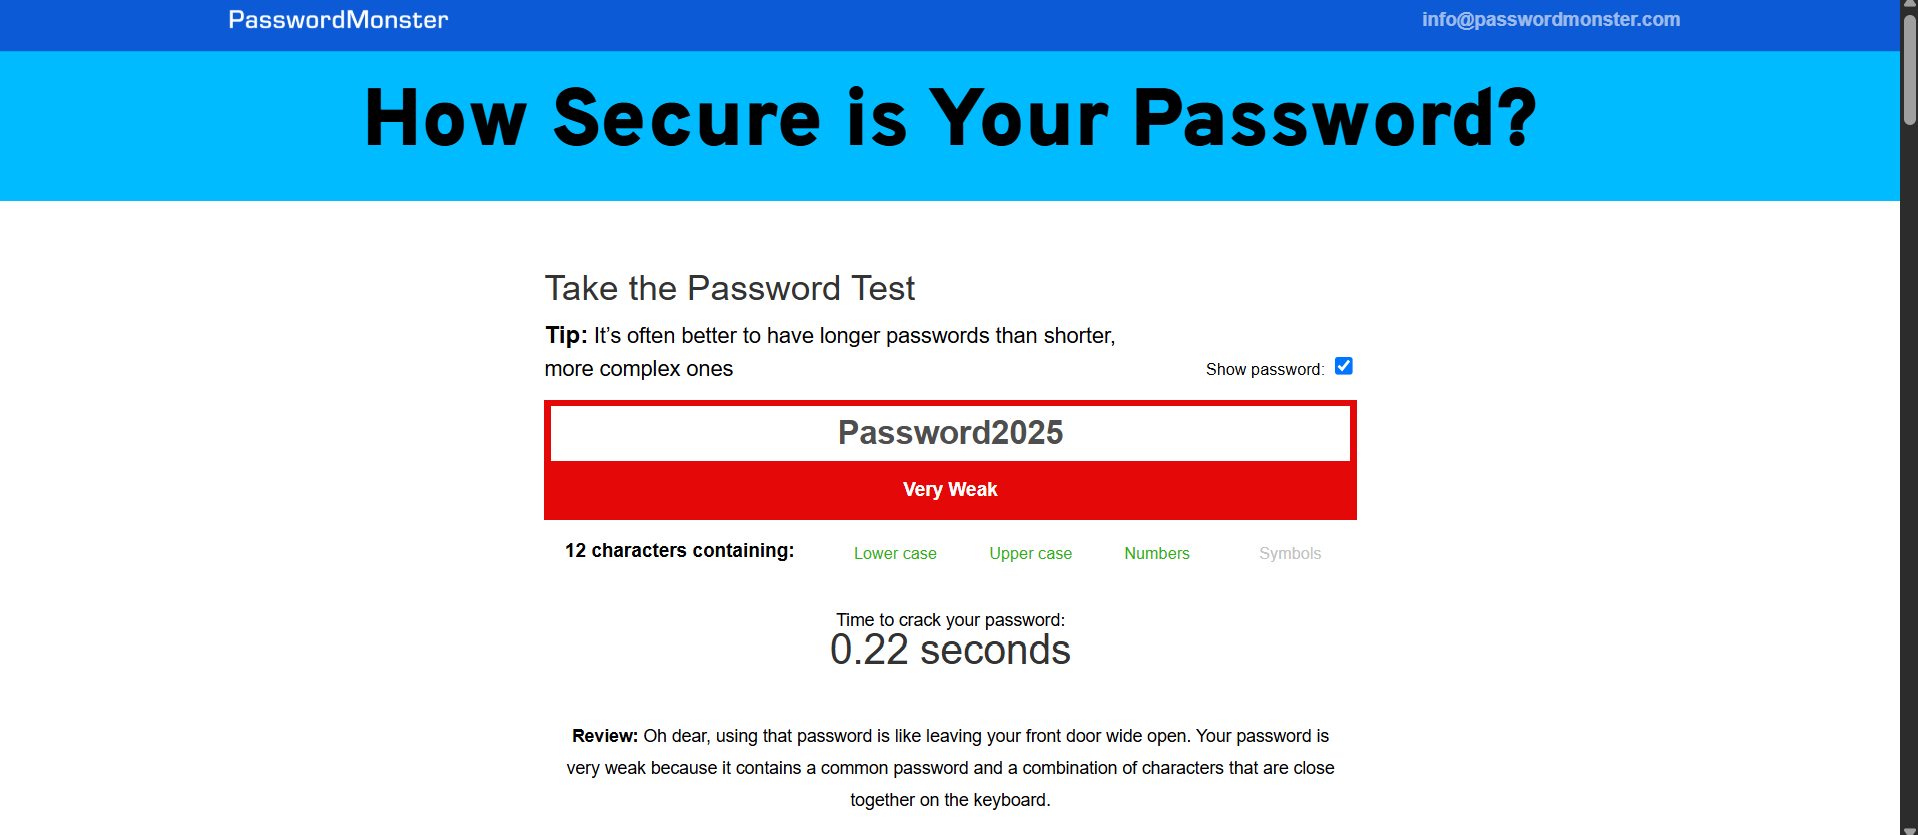 PasswordMonster
info@passwordmonster.com
How Secure is Your Password?
Take the Password Test
Tip: It’s often better to have longer passwords than shorter,
more complex ones
Show password:
Password2025
Very Weak
12 characters containing:
Lower case
Upper case
Numbers
Symbols
Time to crack your password:
0.22 seconds
Review: Oh dear, using that password is like leaving your front door wide open. Your password is
very weak because it contains a common password and a combination of characters that are close
together on the keyboard.